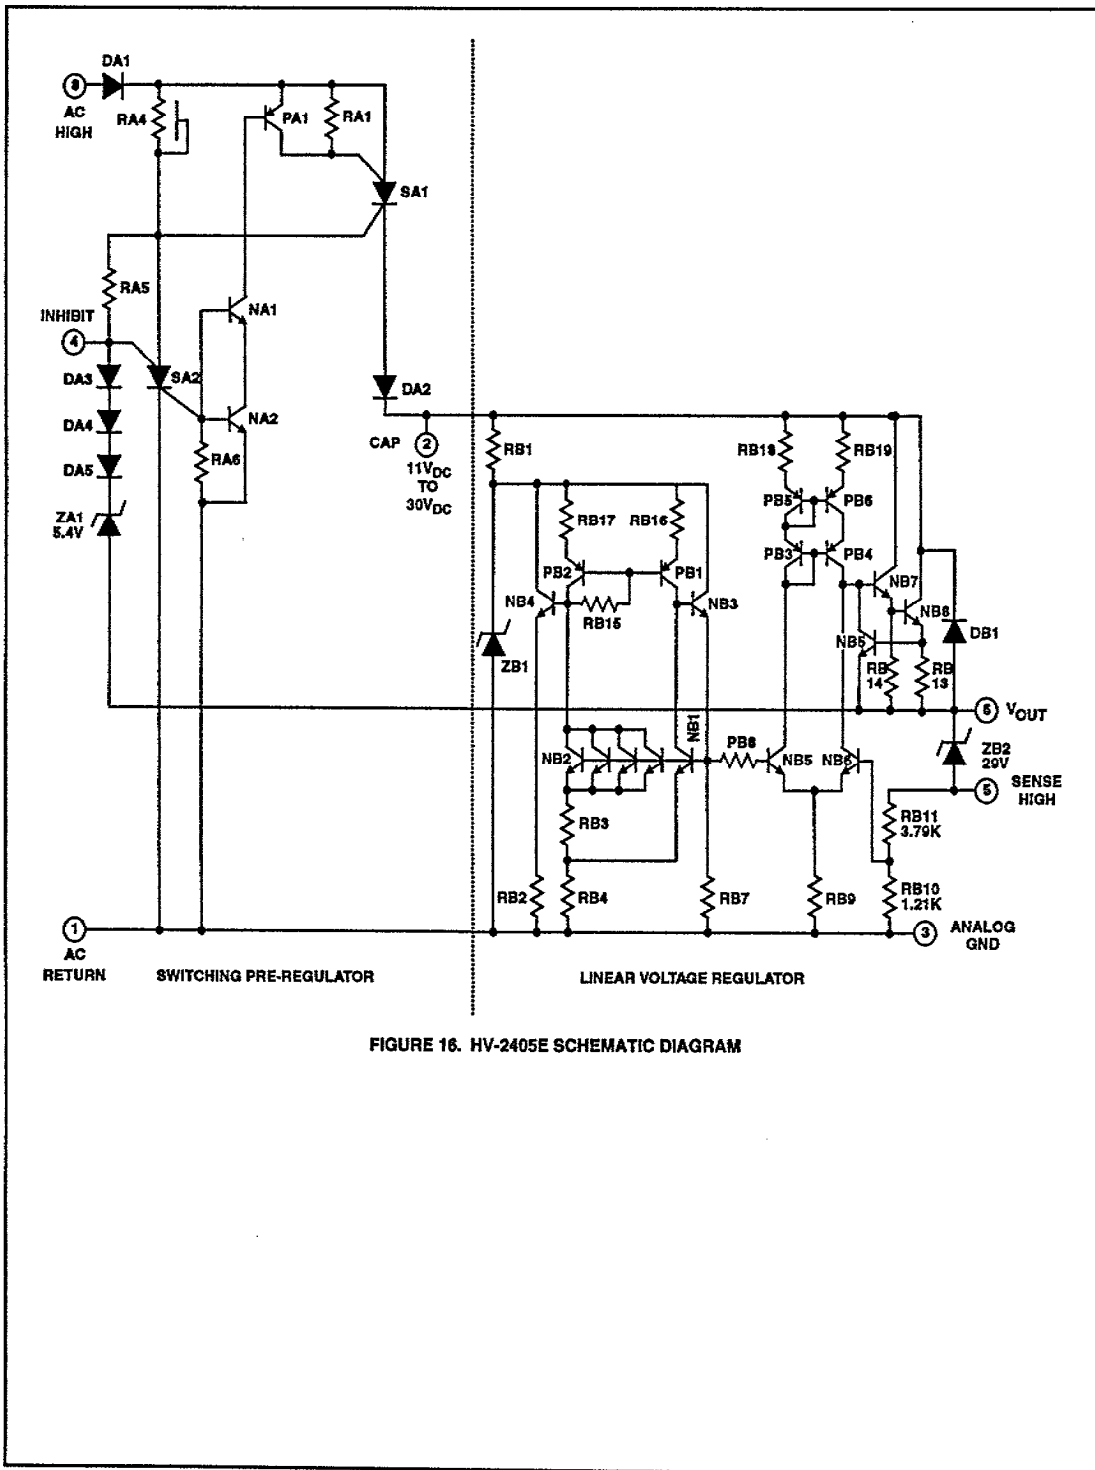 DA1
8
AC
HIGH
RA4
PA1
RA1
SA1
RA5
NA1
INHIBIT
4
DA3
SA2
DA2
NA2
DA4
CAP
2
RB1
RB18
RB19
RA6
11VDC
TO
30VDC
DA5
PB5
PB6
ZA1
5.4V
RB17
RB16
PB3
PB4
PB2
PB1
NB7
NB4
NB3
NB8
RB15
NB5
DB1
ZB1
RB
14
RB
13
6
VOUT
NB1
PB8
NB2
NB5
NB6
ZB2
29V
5
SENSE
HIGH
RB3
RB11
3.79K
RB2
RB4
RB7
RB9
RB10
1.21K
1
AC
RETURN
3
ANALOG
GND
SWITCHING PRE-REGULATOR
LINEAR VOLTAGE REGULATOR
FIGURE 16. HV-2405E SCHEMATIC DIAGRAM